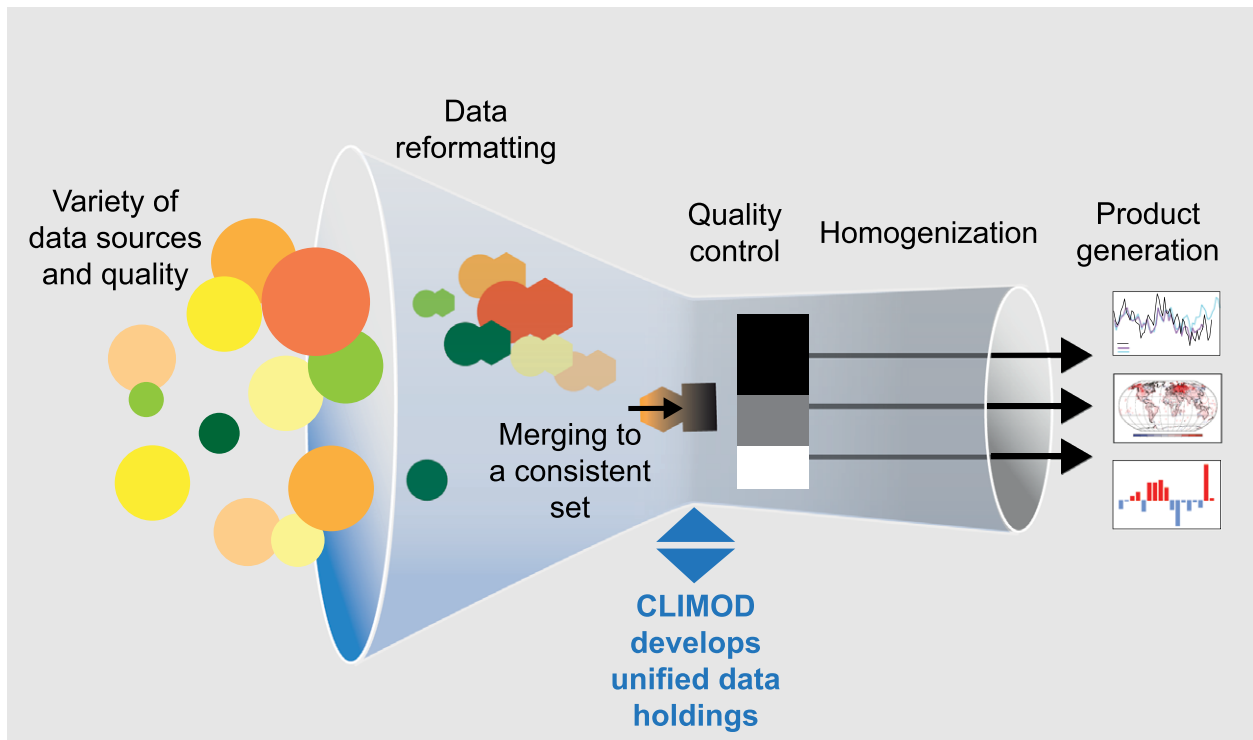 Data
reformatting
Variety of
data sources
and quality
Quality
control
Homogenization
Product
generation
Merging to
a consistent
set
CLIMOD
develops
unified data
holdings